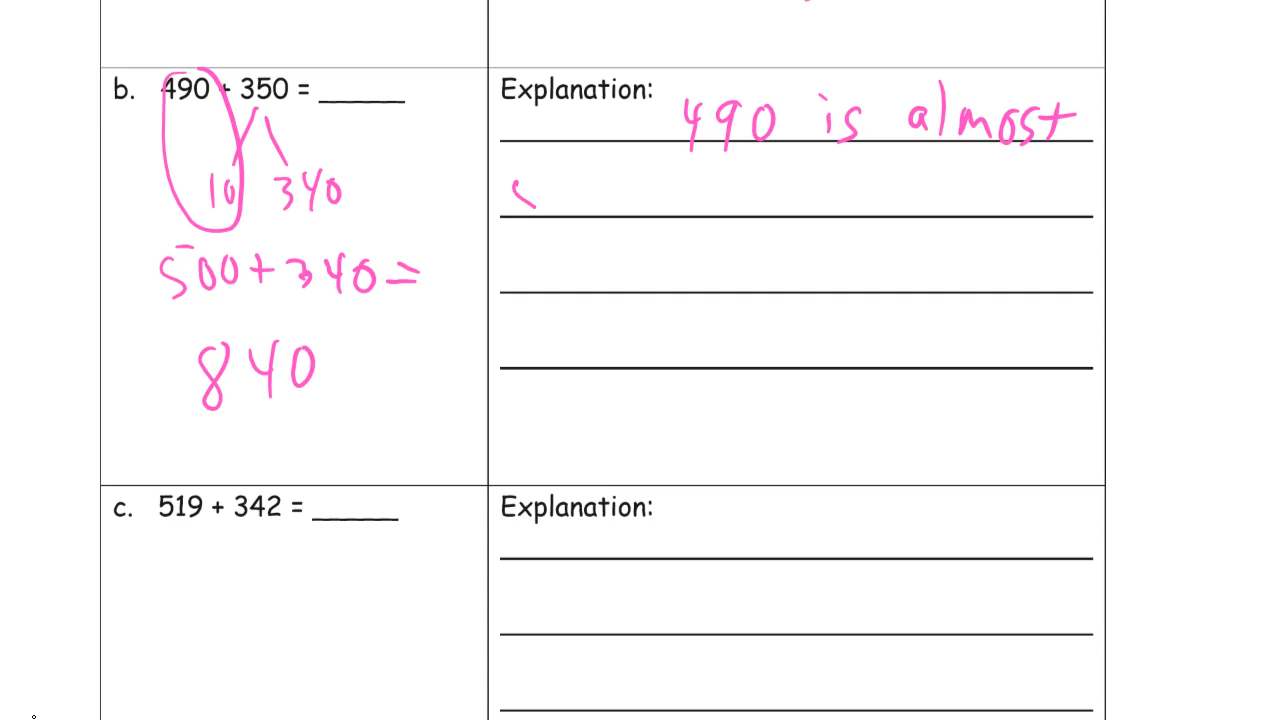 b. 490 + 350 = ______
10 340
500 + 340 =
840
Explanation: 490 is almost
c. 519 + 342 = ______
Explanation: